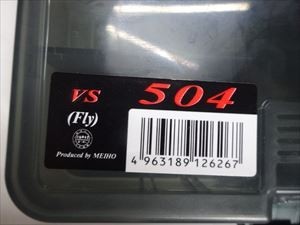 VS 504
(Fly)
Produced by MEIHO
4 963189 126267